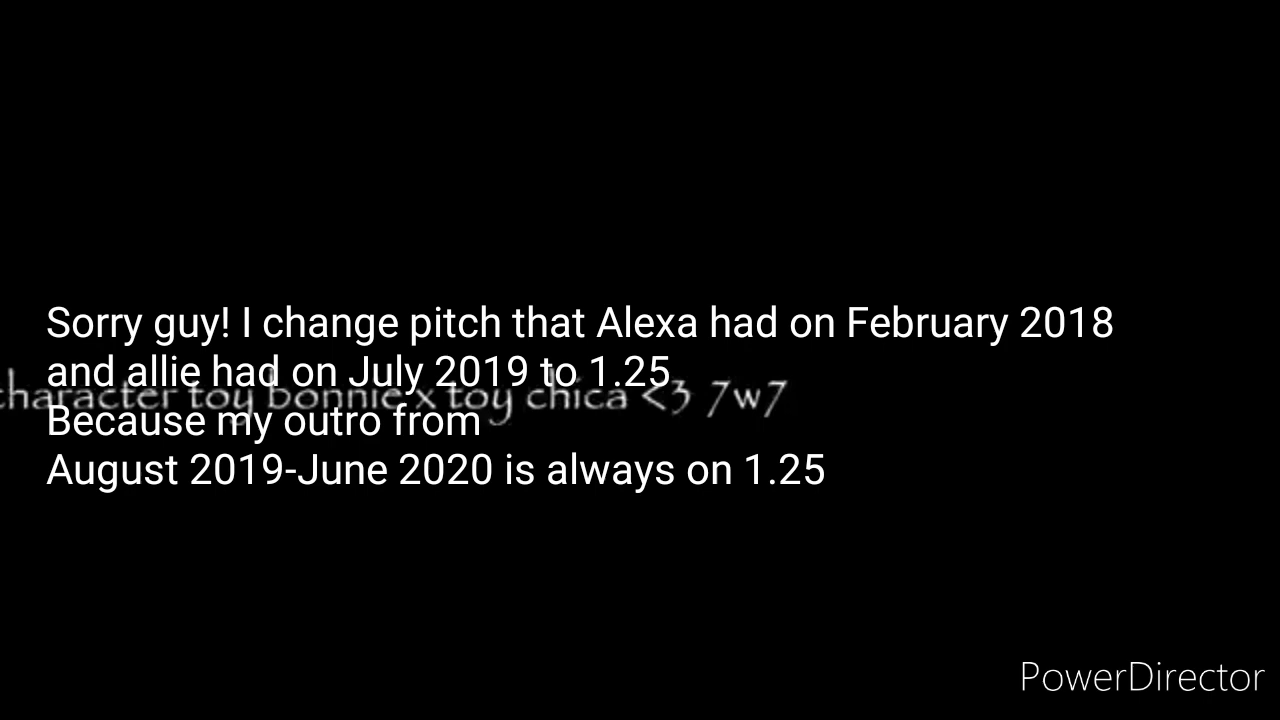 Sorry guy! I change pitch that Alexa had on February 2018
and allie had on July 2019 to 1.25
character toy bonnie x toy chica <3 7w7
Because my outro from
August 2019-June 2020 is always on 1.25
PowerDirector